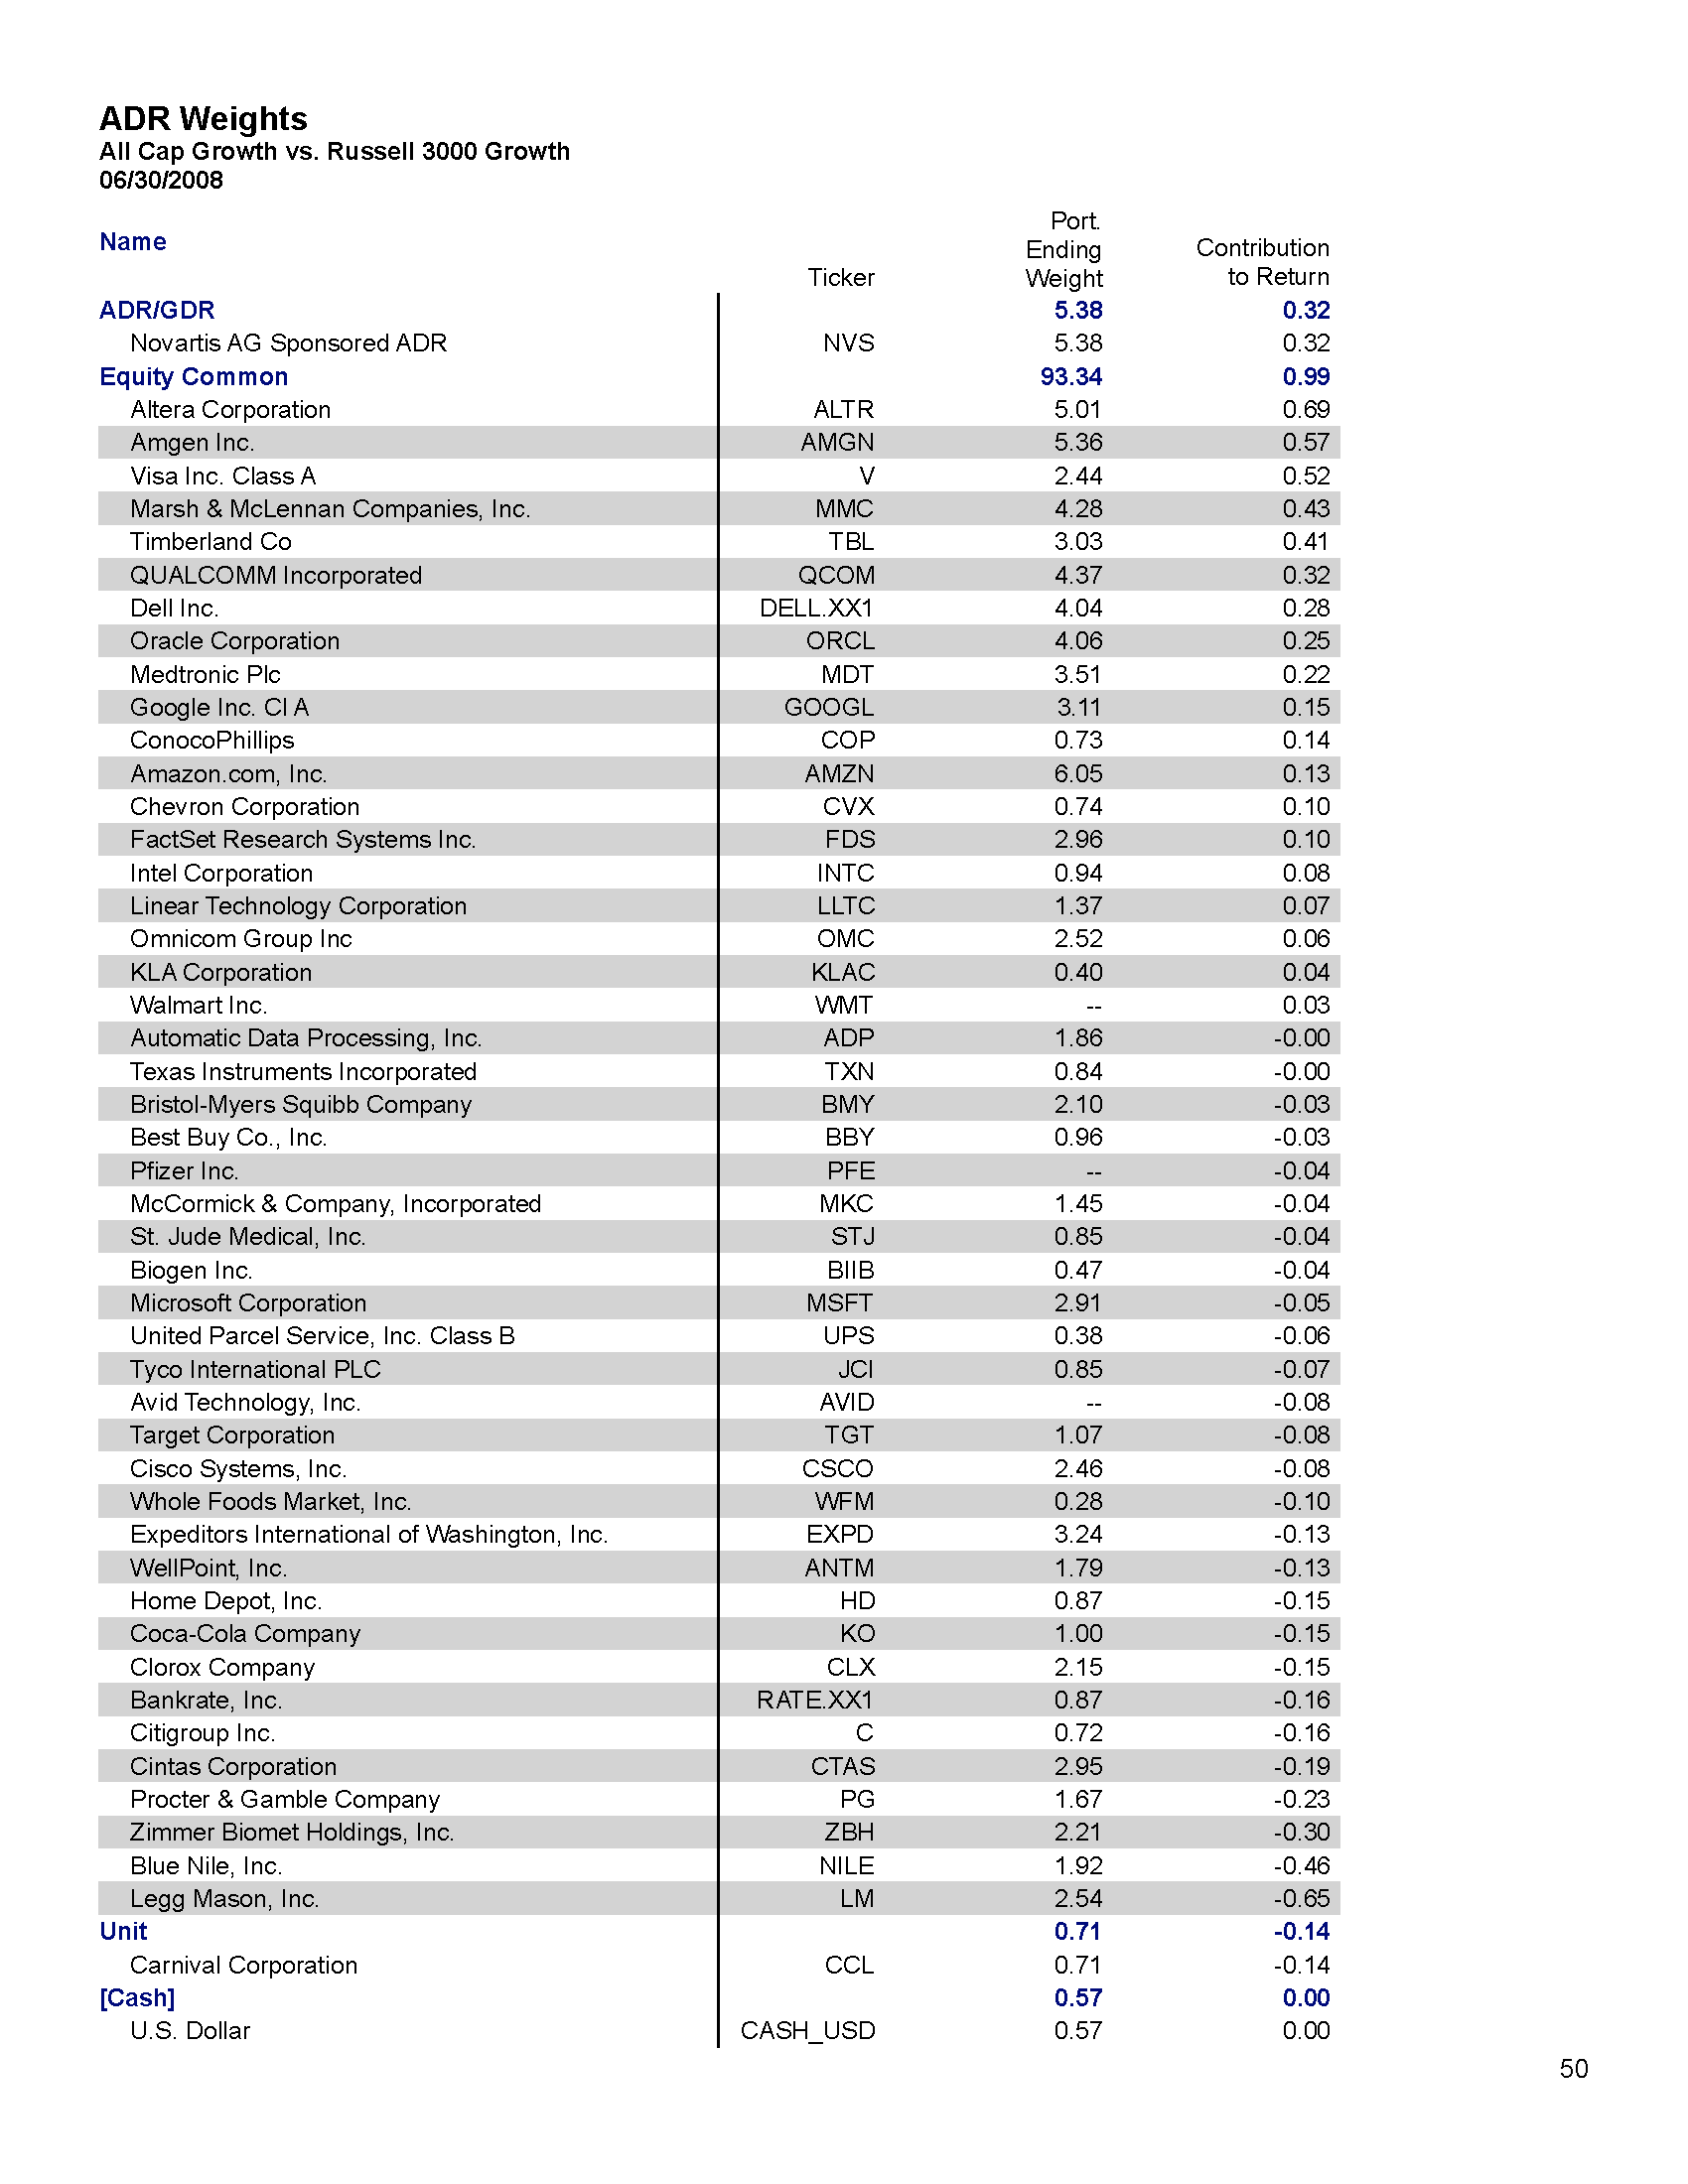 ADR Weights
All Cap Growth vs. Russell 3000 Growth
06/30/2008
Name Ticker Port. Ending Weight Contribution to Return
ADR/GDR 5.38 0.32
Novartis AG Sponsored ADR NVS 5.38 0.32
Equity Common 93.34 0.99
Altera Corporation ALTR 5.01 0.69
Amgen Inc. AMGN 5.36 0.57
Visa Inc. Class A V 2.44 0.52
Marsh & McLennan Companies, Inc. MMC 4.28 0.43
Timberland Co TBL 3.03 0.41
QUALCOMM Incorporated QCOM 4.37 0.32
Dell Inc. DELL.XX1 4.04 0.28
Oracle Corporation ORCL 4.06 0.25
Medtronic Plc MDT 3.51 0.22
Google Inc. Cl A GOOGL 3.11 0.15
ConocoPhillips COP 0.73 0.14
Amazon.com, Inc. AMZN 6.05 0.13
Chevron Corporation CVX 0.74 0.10
FactSet Research Systems Inc. FDS 2.96 0.10
Intel Corporation INTC 0.94 0.08
Linear Technology Corporation LLTC 1.37 0.07
Omnicom Group Inc OMC 2.52 0.06
KLA Corporation KLAC 0.40 0.04
Walmart Inc. WMT -- 0.03
Automatic Data Processing, Inc. ADP 1.86 -0.00
Texas Instruments Incorporated TXN 0.84 -0.00
Bristol-Myers Squibb Company BMY 2.10 -0.03
Best Buy Co., Inc. BBY 0.96 -0.03
Pfizer Inc. PFE -- -0.04
McCormick & Company, Incorporated MKC 1.45 -0.04
St. Jude Medical, Inc. STJ 0.85 -0.04
Biogen Inc. BIIB 0.47 -0.04
Microsoft Corporation MSFT 2.91 -0.05
United Parcel Service, Inc. Class B UPS 0.38 -0.06
Tyco International PLC JCI 0.85 -0.07
Avid Technology, Inc. AVID -- -0.08
Target Corporation TGT 1.07 -0.08
Cisco Systems, Inc. CSCO 2.46 -0.08
Whole Foods Market, Inc. WFM 0.28 -0.10
Expeditors International of Washington, Inc. EXPD 3.24 -0.13
WellPoint, Inc. ANTM 1.79 -0.13
Home Depot, Inc. HD 0.87 -0.15
Coca-Cola Company KO 1.00 -0.15
Clorox Company CLX 2.15 -0.15
Bankrate, Inc. RATE.XX1 0.87 -0.16
Citigroup Inc. C 0.72 -0.16
Cintas Corporation CTAS 2.95 -0.19
Procter & Gamble Company PG 1.67 -0.23
Zimmer Biomet Holdings, Inc. ZBH 2.21 -0.30
Blue Nile, Inc. NILE 1.92 -0.46
Legg Mason, Inc. LM 2.54 -0.65
Unit 0.71 -0.14
Carnival Corporation CCL 0.71 -0.14
[Cash] 0.57 0.00
U.S. Dollar CASH_USD 0.57 0.00
50